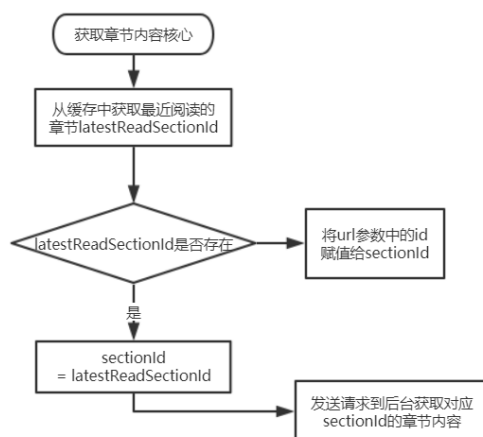 获取章节内容核心
从缓存中获取最近阅读的
章节latestReadSectionId
latestReadSectionId是否存在
将url参数中的id
赋值给sectionId
是
sectionId
= latestReadSectionId
发送请求到后台获取对应
sectionId的章节内容